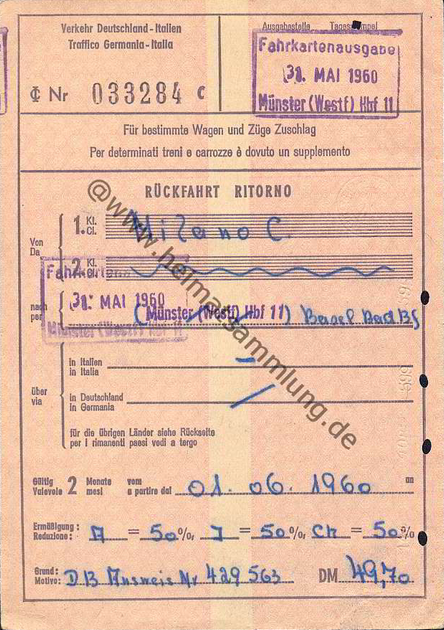 Verkehr Deutschland-Italien
Traffico Germania-Italia
Ausgabestelle Tagesstempel
Fahrkartenausgabe
31. MAI 1960
Münster (Westf) Hbf 11
Nr 033284 c
Für bestimmte Wagen und Züge Zuschlag
Per determinati treni e carrozze è dovuto un supplemento
RÜCKFAHRT RITORNO
Von
Da
1. Kl.
Cl.
Milano C.
2. Kl.
Cl.
Fahrkarten
31. MAI 1960
Münster (Westf) Hbf 11
nach
per
(Münster (Westf) Hbf 11) Basel Bad Bf
über
via
in Italien
in Italia
in Deutschland
in Germania
für die übrigen Länder siehe Rückseite
per i rimanenti paesi vedi a tergo
Gültig
Valevole 2 Monate
mesi
vom
a partire dal 01. 06. 1960 an
Ermäßigung:
Reduzione: D = 50%, I = 50%, CH = 50%
Grund:
Motivo: DB Ausweis Nr 429563 DM 49,70
@www.heimatsammlung.de